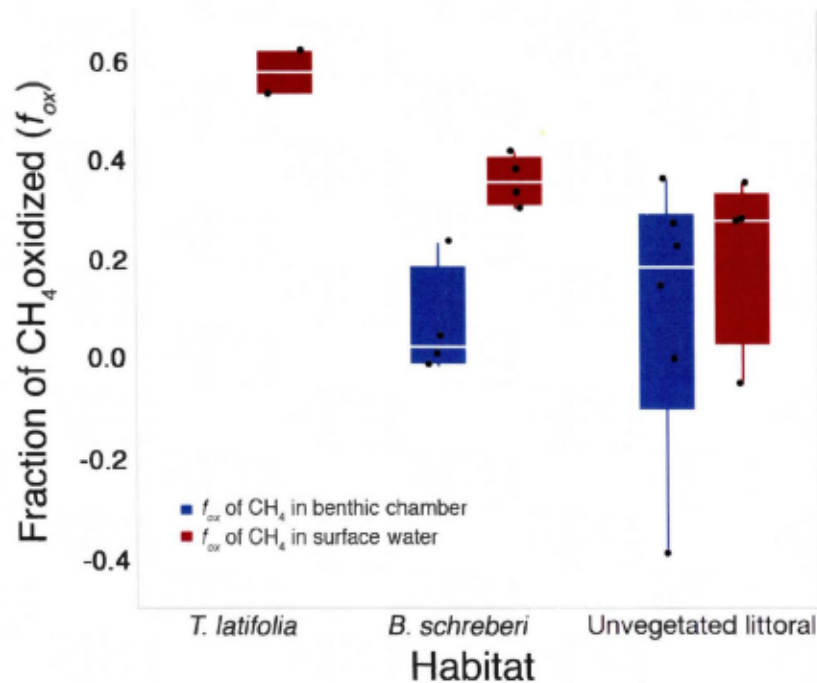 Fraction of CH4 oxidized (fox)
0.6
0.4
0.2
0.0
-0.2
-0.4
fox of CH4 in benthic chamber
fox of CH4 in surface water
T. latifolia B. schreberi Unvegetated littoral
Habitat